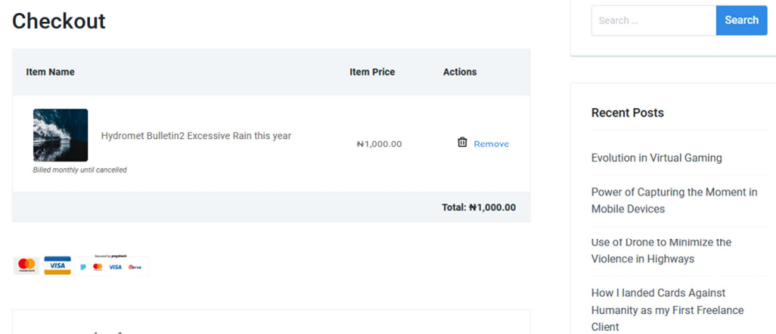 Checkout
Search ...
Search
Item Name
Item Price
Actions
Hydromet Bulletin2 Excessive Rain this year
₦1,000.00
Remove
Billed monthly until cancelled
Total: ₦1,000.00
VISA
VISA
Recent Posts
Evolution in Virtual Gaming
Power of Capturing the Moment in
Mobile Devices
Use of Drone to Minimize the
Violence in Highways
How I landed Cards Against
Humanity as my First Freelance
Client